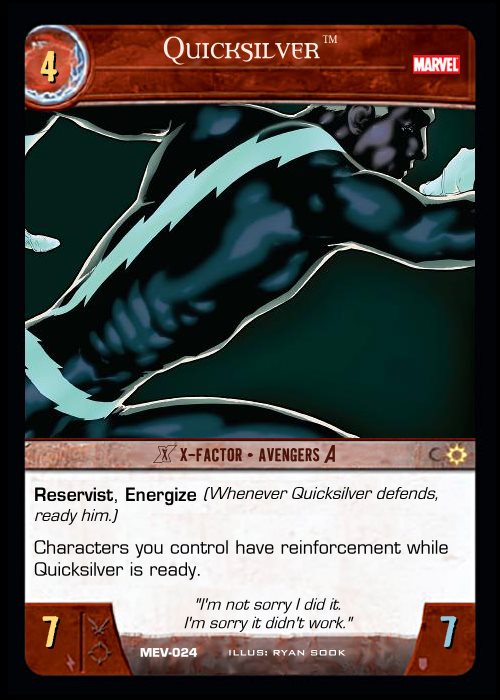 4
QUICKSILVER™
MARVEL
X-FACTOR • AVENGERS A
C
Reservist, Energize (Whenever Quicksilver defends,
ready him.)
Characters you control have reinforcement while
Quicksilver is ready.
"I'm not sorry I did it.
I'm sorry it didn't work."
7
7
MEV-024 ILLUS: RYAN SOOK